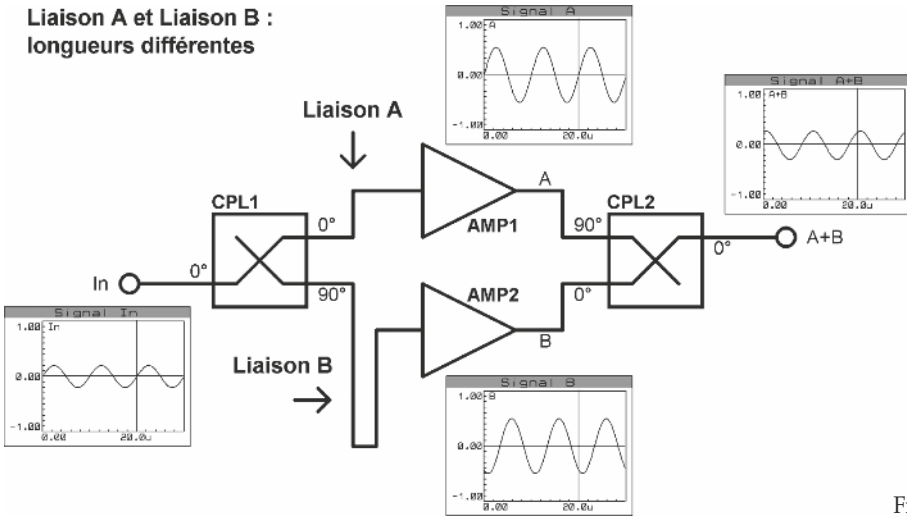 Liaison A et Liaison B :
longueurs différentes
Signal A
1.00
A
0.00
-1.00
0.00
20.0u
Signal A+B
1.00
A+B
0.00
-1.00
0.00
20.0u
Liaison A
CPL1
0°
0°
90°
In
AMP1
A
CPL2
90°
0°
0°
A+B
AMP2
B
Signal In
1.00
In
0.00
-1.00
0.00
20.0u
Liaison B
Signal B
1.00
B
0.00
-1.00
0.00
20.0u